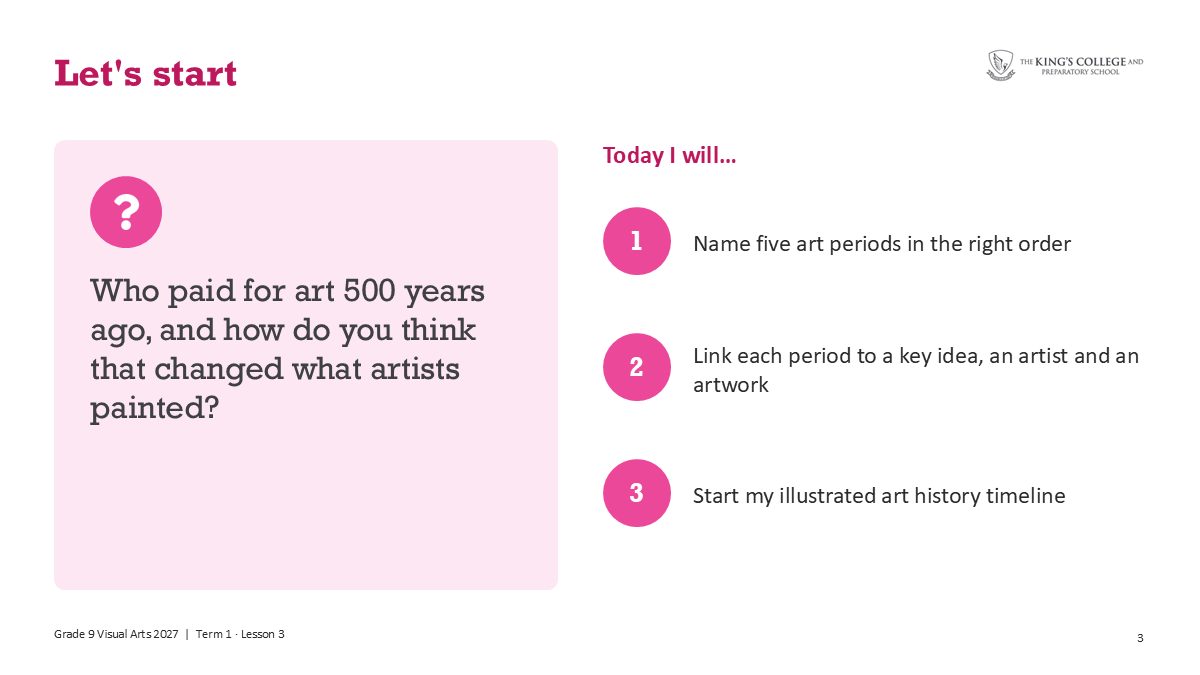 Let's start
THE KING'S COLLEGE AND
PREPARATORY SCHOOL
?
Who paid for art 500 years
ago, and how do you think
that changed what artists
painted?
Today I will...
1
Name five art periods in the right order
2
Link each period to a key idea, an artist and an
artwork
3
Start my illustrated art history timeline
Grade 9 Visual Arts 2027 | Term 1 · Lesson 3
3